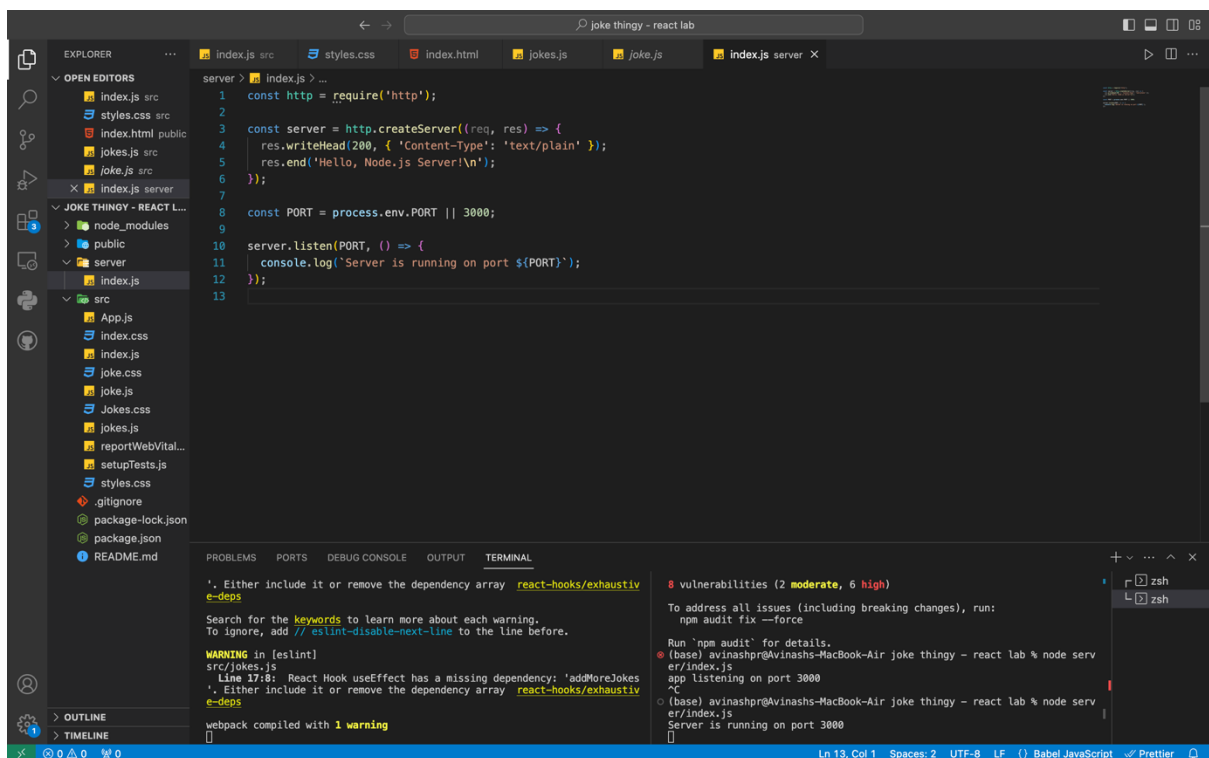 joke thingy - react lab
EXPLORER
index.js src
styles.css
index.html
jokes.js
joke.js
index.js server
OPEN EDITORS
index.js src
styles.css src
index.html public
jokes.js src
joke.js src
index.js server
JOKE THINGY - REACT L...
node_modules
public
server
index.js
src
App.js
index.css
index.js
joke.css
joke.js
Jokes.css
jokes.js
reportWebVital...
setupTests.js
styles.css
.gitignore
package-lock.json
package.json
README.md
OUTLINE
TIMELINE
3
1
server > index.js > ...
1 const http = require('http');
2
3 const server = http.createServer((req, res) => {
4 res.writeHead(200, { 'Content-Type': 'text/plain' });
5 res.end('Hello, Node.js Server!\n');
6 });
7
8 const PORT = process.env.PORT || 3000;
9
10 server.listen(PORT, () => {
11 console.log(`Server is running on port ${PORT}`);
12 });
13
PROBLEMS PORTS DEBUG CONSOLE OUTPUT TERMINAL
'. Either include it or remove the dependency array react-hooks/exhaustiv
e-deps
Search for the keywords to learn more about each warning.
To ignore, add // eslint-disable-next-line to the line before.
WARNING in [eslint]
src/jokes.js
Line 17:8: React Hook useEffect has a missing dependency: 'addMoreJokes
'. Either include it or remove the dependency array react-hooks/exhaustiv
e-deps
webpack compiled with 1 warning
8 vulnerabilities (2 moderate, 6 high)
To address all issues (including breaking changes), run:
npm audit fix --force
Run `npm audit` for details.
(base) avinashpr@Avinashs-MacBook-Air joke thingy - react lab % node serv
er/index.js
app listening on port 3000
^C
(base) avinashpr@Avinashs-MacBook-Air joke thingy - react lab % node serv
er/index.js
Server is running on port 3000
zsh
zsh
0 0 0 Ln 13, Col 1 Spaces: 2 UTF-8 LF {} Babel JavaScript Prettier